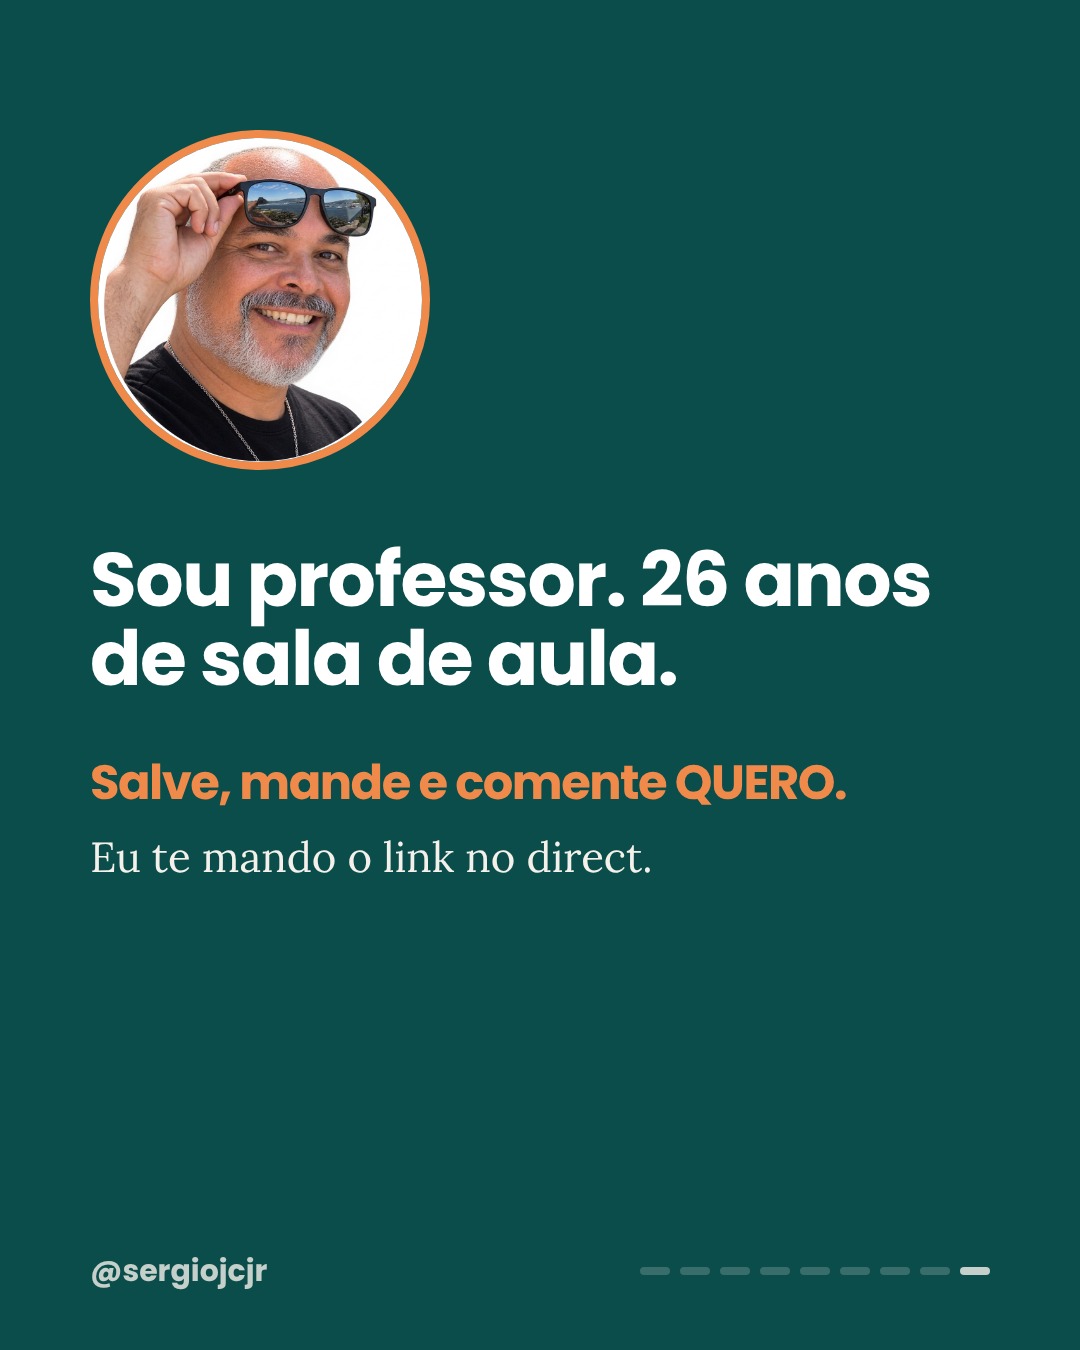 Sou professor. 26 anos
de sala de aula.
Salve, mande e comente QUERO.
Eu te mando o link no direct.
@sergiojcjr